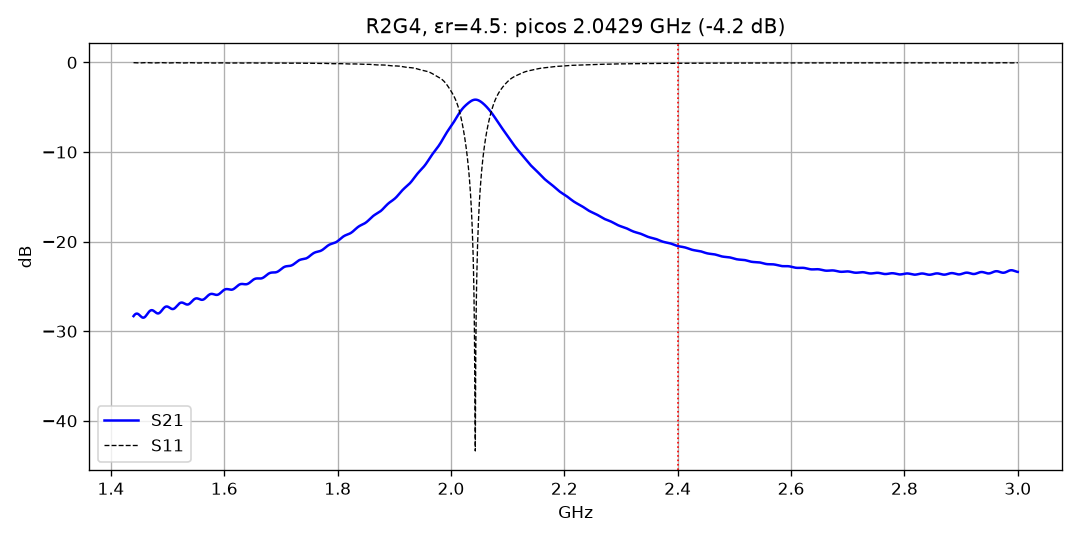 R2G4, εr=4.5: picos 2.0429 GHz (-4.2 dB)
0
−10
−20
−30
−40
dB
S21
S11
1.4 1.6 1.8 2.0 2.2 2.4 2.6 2.8 3.0
GHz